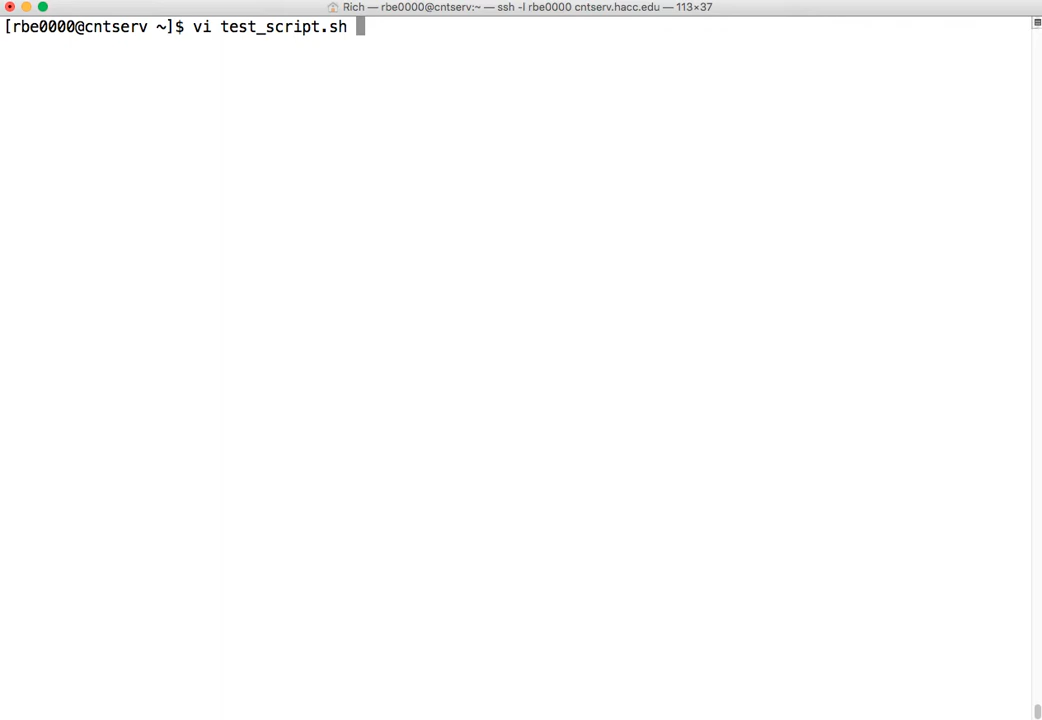 Rich — rbe0000@cntserv:~ — ssh -l rbe0000 cntserv.hacc.edu — 113×37
[rbe0000@cntserv ~]$ vi test_script.sh